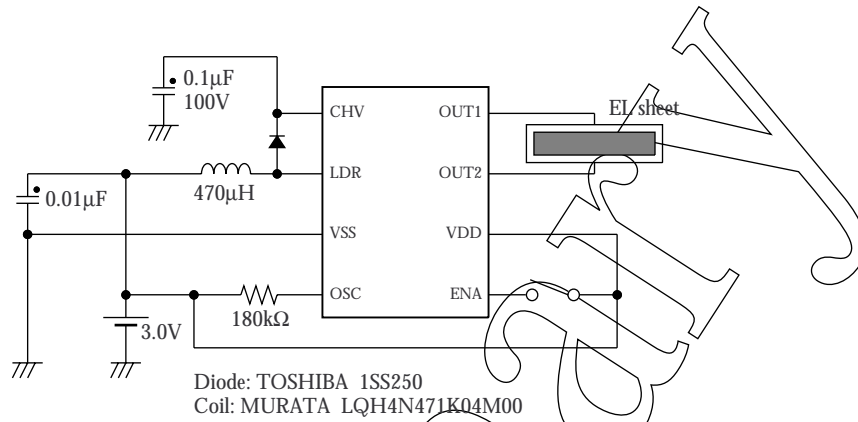 0.1µF
100V
CHV
OUT1
EL sheet
LDR
OUT2
470µH
0.01µF
VSS
VDD
OSC
ENA
180kΩ
3.0V
Diode: TOSHIBA 1SS250
Coil: MURATA LQH4N471K04M00